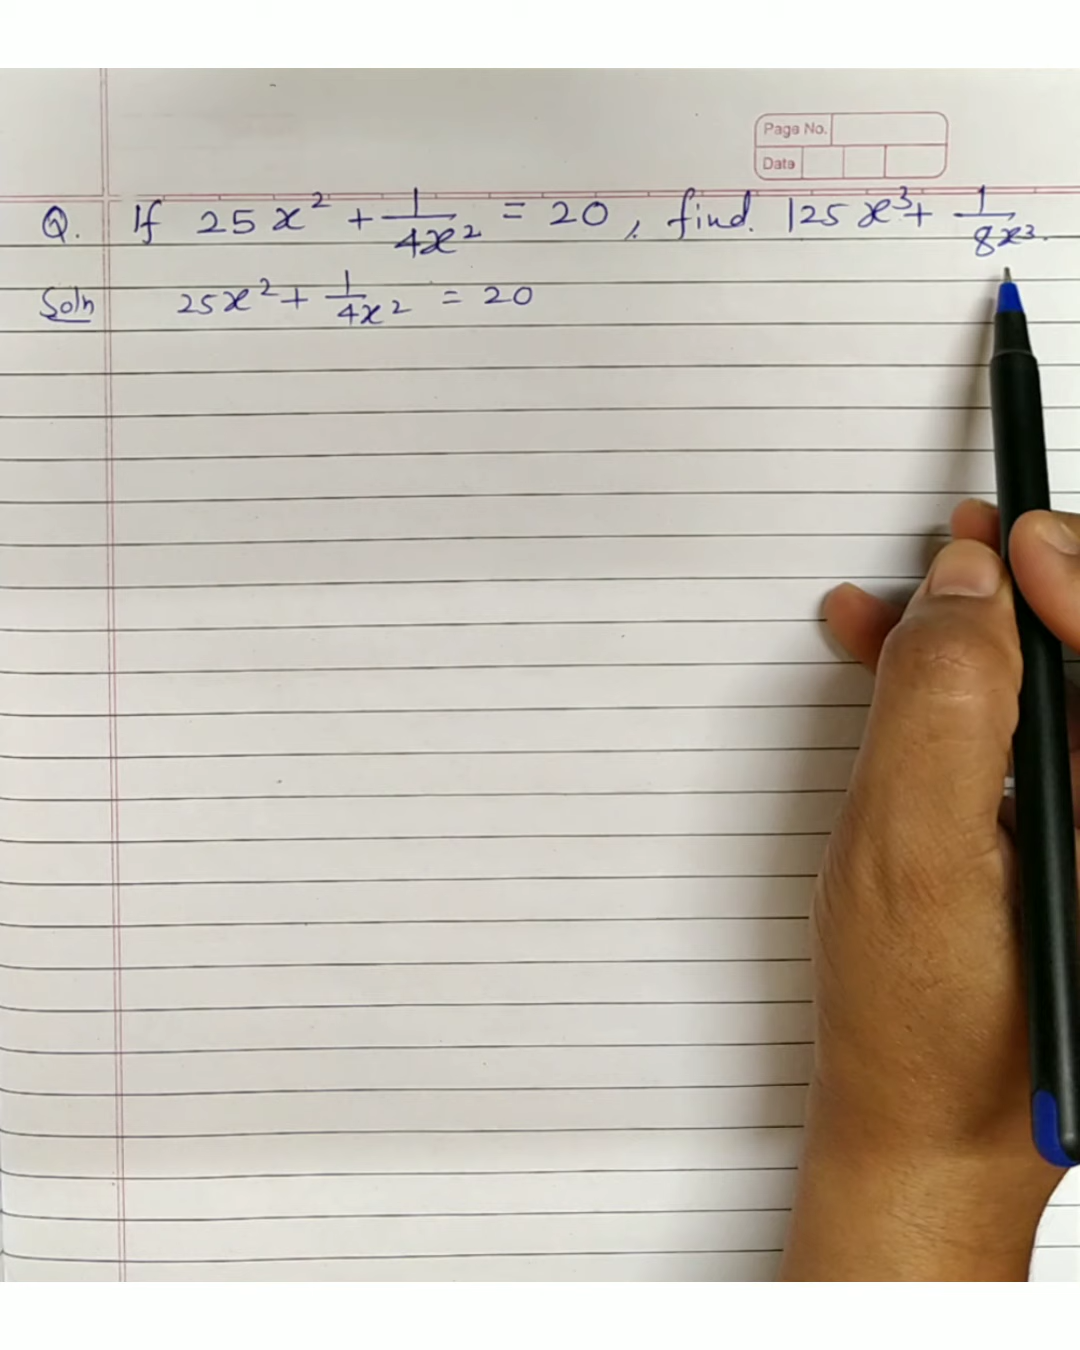 Page No.
Date
Q. If 25x² + 1/4x² = 20, find. 125x³ + 1/8x³.
Soln 25x² + 1/4x² = 20